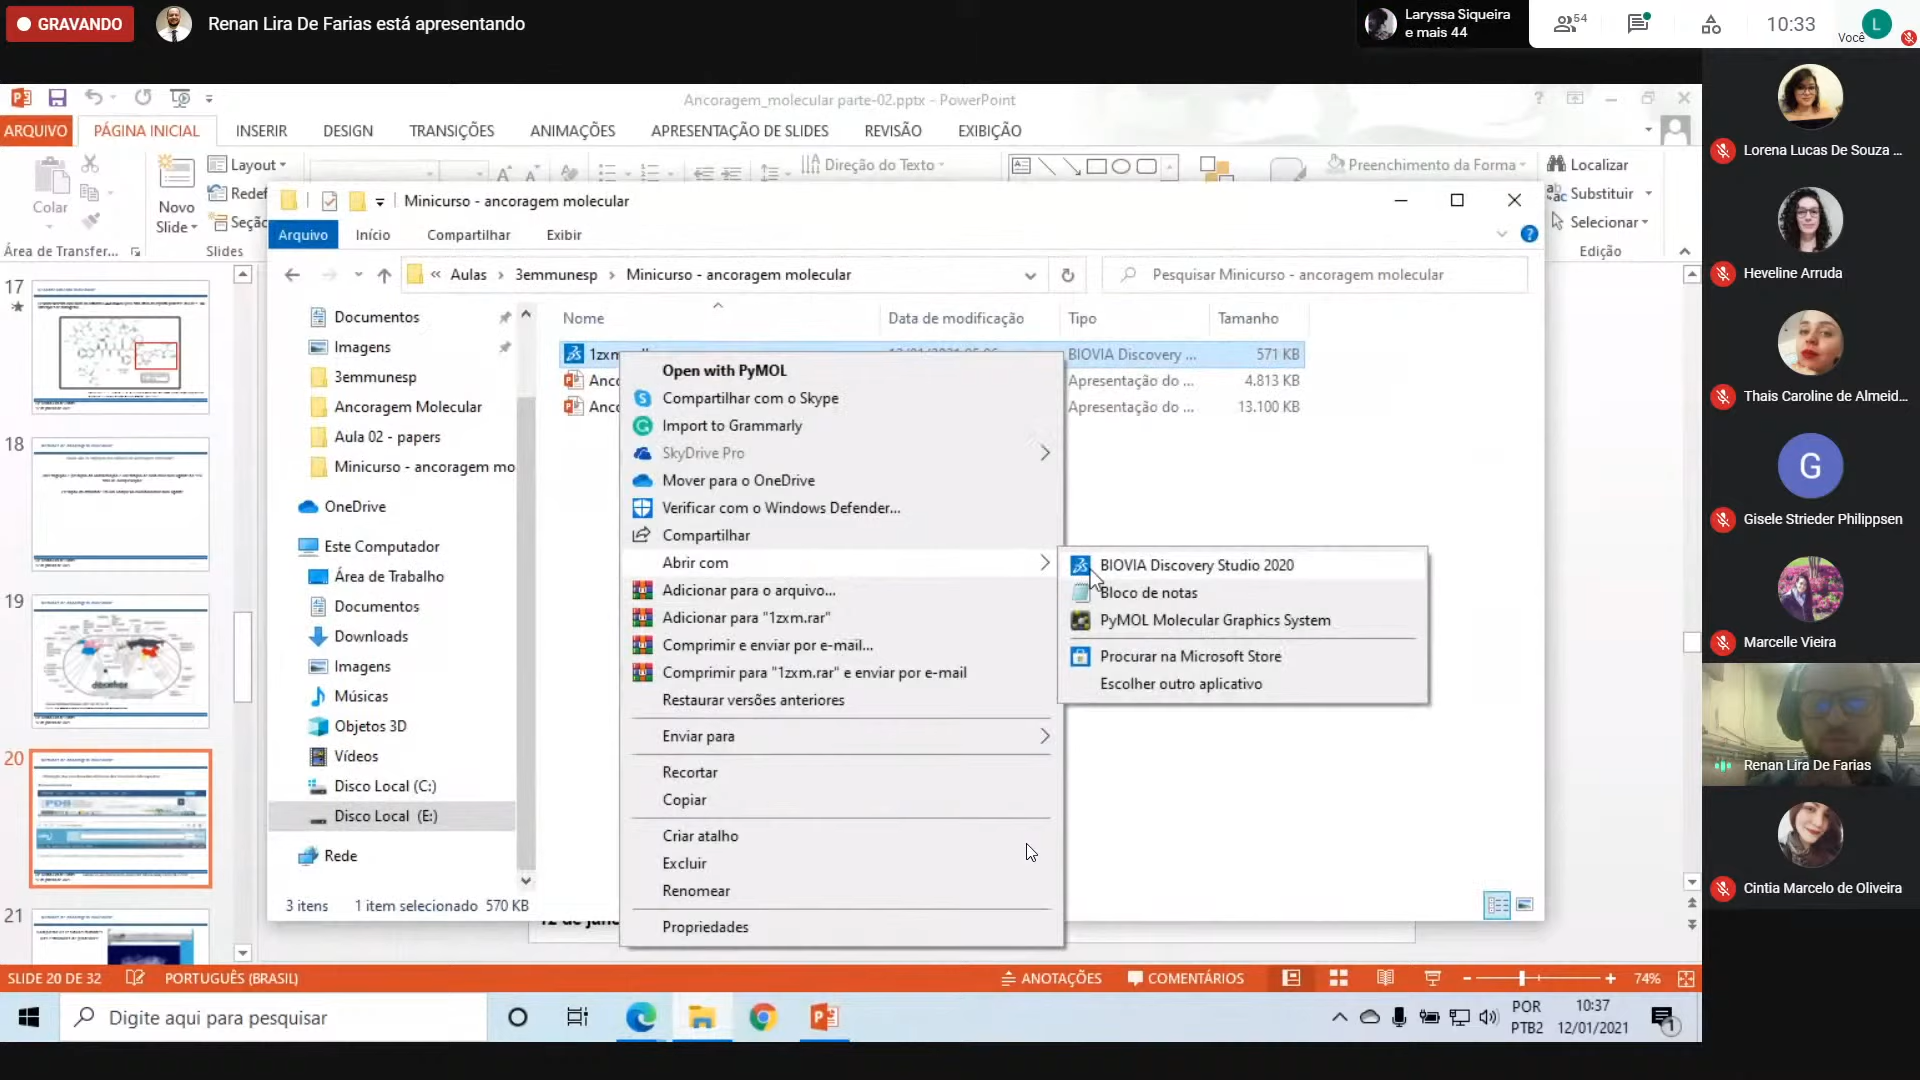 GRAVANDO
Renan Lira De Farias está apresentando
Laryssa Siqueira
e mais 44
54
10:33
Você
L
Ancoragem_molecular parte-02.pptx - PowerPoint
ARQUIVO
PÁGINA INICIAL
INSERIR
DESIGN
TRANSIÇÕES
ANIMAÇÕES
APRESENTAÇÃO DE SLIDES
REVISÃO
EXIBIÇÃO
Colar
Área de Transfer...
Novo
Slide
Layout
Redef
Seçã
Slides
Direção do Texto
Preenchimento da Forma
Localizar
Substituir
Selecionar
Edição
Minicurso - ancoragem molecular
Arquivo
Início
Compartilhar
Exibir
« Aulas > 3emmunesp > Minicurso - ancoragem molecular
Pesquisar Minicurso - ancoragem molecular
Documentos
Imagens
3emmunesp
Ancoragem Molecular
Aula 02 - papers
Minicurso - ancoragem mo
OneDrive
Este Computador
Área de Trabalho
Documentos
Downloads
Imagens
Músicas
Objetos 3D
Vídeos
Disco Local (C:)
Disco Local (E:)
Rede
3 itens
1 item selecionado 570 KB
Nome
Data de modificação
Tipo
Tamanho
1zxm
BIOVIA Discovery ...
571 KB
Anco
Apresentação do ...
4.813 KB
Anco
Apresentação do ...
13.100 KB
Open with PyMOL
Compartilhar com o Skype
Import to Grammarly
SkyDrive Pro
Mover para o OneDrive
Verificar com o Windows Defender...
Compartilhar
Abrir com
Adicionar para o arquivo...
Adicionar para "1zxm.rar"
Comprimir e enviar por e-mail...
Comprimir para "1zxm.rar" e enviar por e-mail
Restaurar versões anteriores
Enviar para
Recortar
Copiar
Criar atalho
Excluir
Renomear
Propriedades
BIOVIA Discovery Studio 2020
Bloco de notas
PyMOL Molecular Graphics System
Procurar na Microsoft Store
Escolher outro aplicativo
17
18
19
20
21
SLIDE 20 DE 32
PORTUGUÊS (BRASIL)
ANOTAÇÕES
COMENTÁRIOS
74%
Digite aqui para pesquisar
POR
PTB2
10:37
12/01/2021
1
Lorena Lucas De Souza ...
Heveline Arruda
Thais Caroline de Almeid...
G
Gisele Strieder Philippsen
Marcelle Vieira
Renan Lira De Farias
Cintia Marcelo de Oliveira